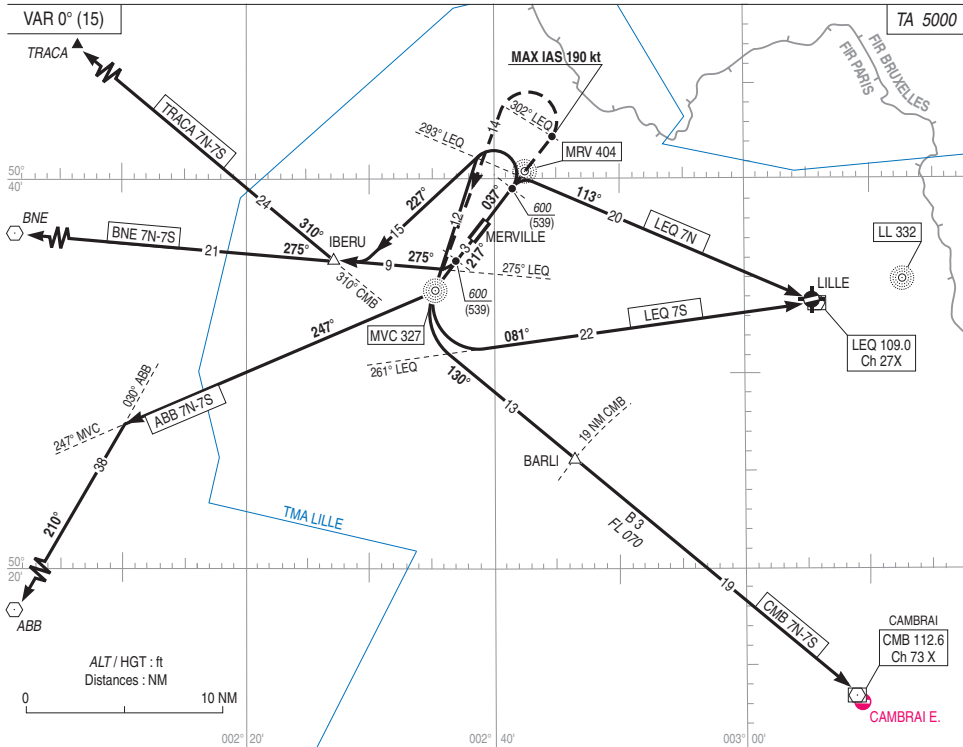 VAR 0° (15)
TA 5000
TRACA
MAX IAS 190 kt
FIR BRUXELLES
FIR PARIS
302° LEQ
293° LEQ
14
MRV 404
TRACA 7N-7S
50°
40'
227°
037°
113°
20
LEQ 7N
600
(539)
12
MERVILLE
24
15
3
217°
BNE
BNE 7N-7S
21
310°
275°
IBERU
9
275°
275° LEQ
LL 332
310° CMB
LILLE
600
(539)
MVC 327
247°
LEQ 7S
081°
22
LEQ 109.0
Ch 27X
261° LEQ
130°
030° ABB
ABB 7N-7S
247° MVC
13
19 NM CMB
38
BARLI
210°
TMA LILLE
B 3
FL 070
50°
20'
19
CMB 7N-7S
ABB
CAMBRAI
CMB 112.6
Ch 73 X
ALT / HGT : ft
Distances : NM
0
10 NM
CAMBRAI E.
002° 20
002° 40
003° 00